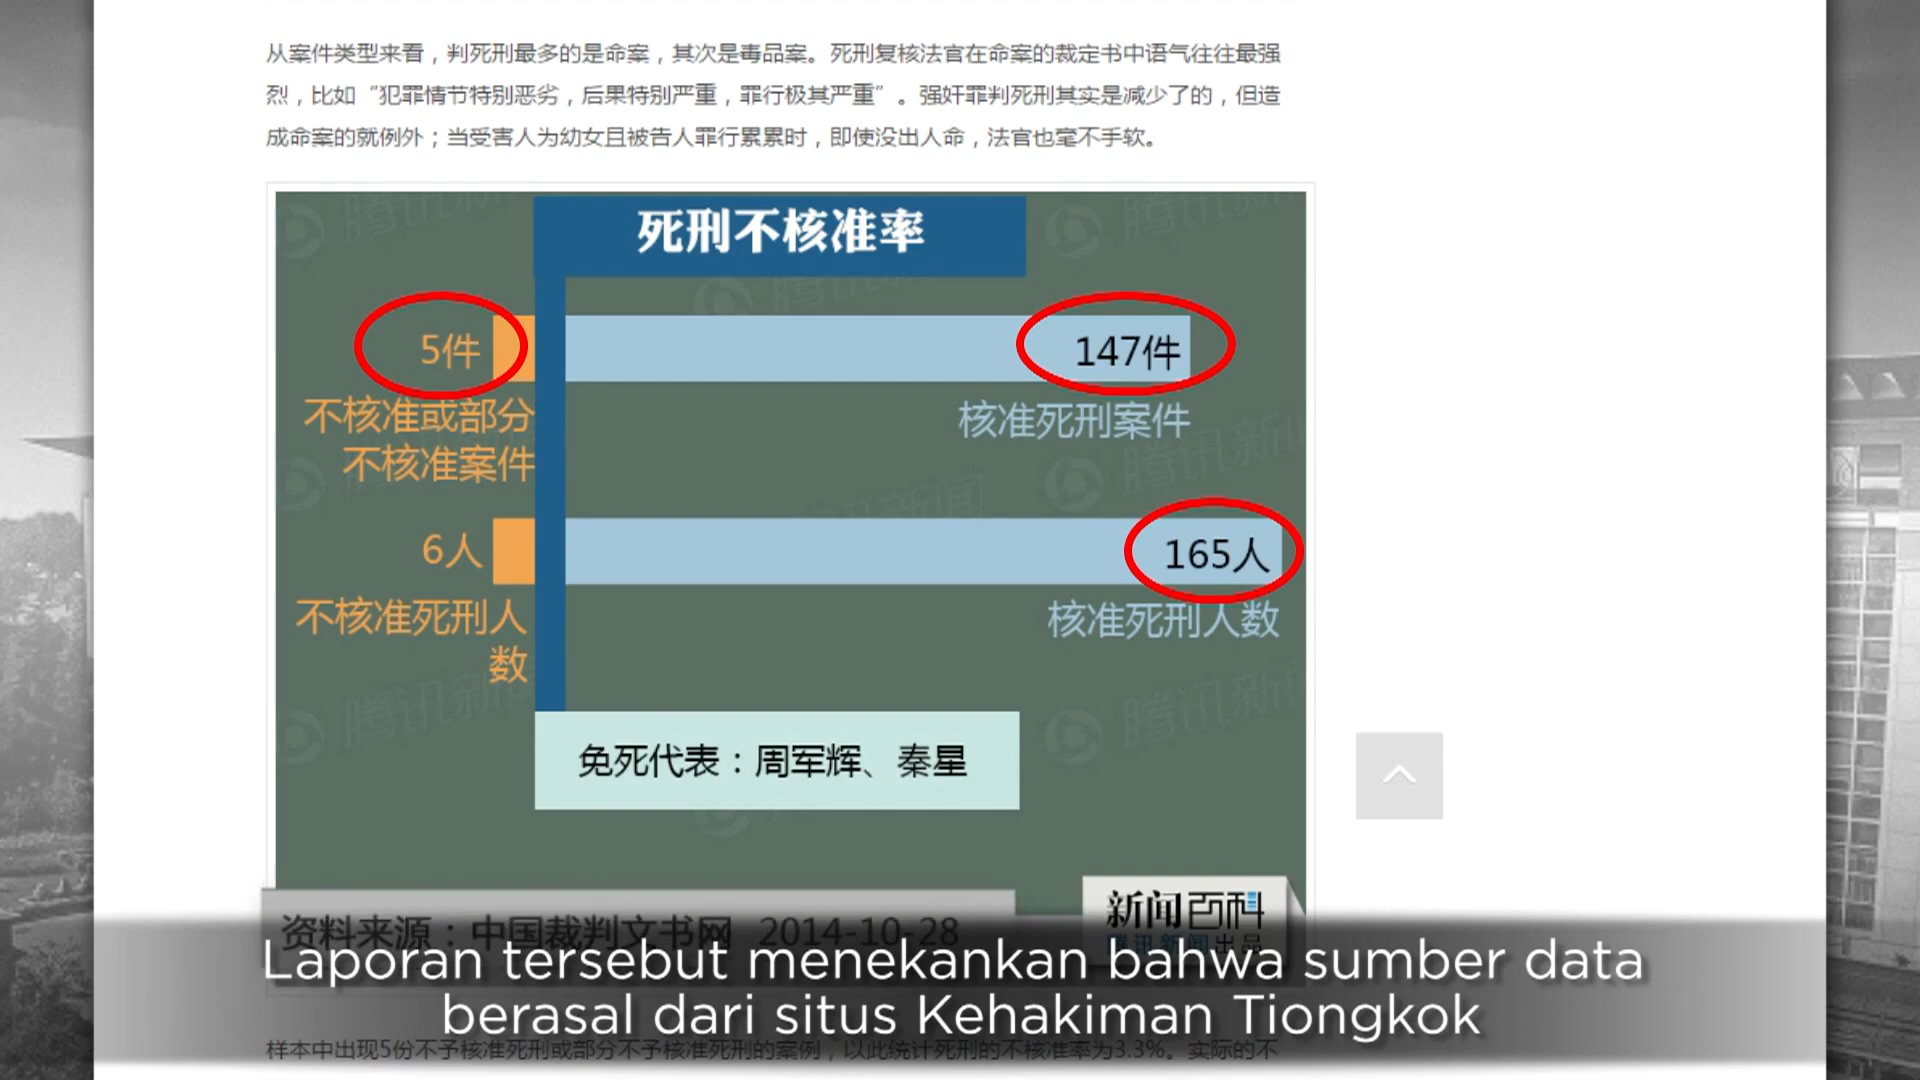 从案件类型来看，判死刑最多的是命案，其次是毒品案。死刑复核法官在命案的裁定书中语气往往最强
烈，比如“犯罪情节特别恶劣，后果特别严重，罪行极其严重”。强奸罪判死刑其实是减少了的，但造
成命案的就例外；当受害人为幼女且被告人罪行累累时，即使没出人命，法官也毫不手软。
死刑不核准率
5件
147件
不核准或部分
不核准案件
核准死刑案件
6人
165人
不核准死刑人
数
核准死刑人数
免死代表：周军辉、秦星
资料来源：中国裁判文书网 2014-10-28
新闻百科
腾讯新闻出品
Laporan tersebut menekankan bahwa sumber data
berasal dari situs Kehakiman Tiongkok
样本中出现5份不予核准死刑或部分不予核准死刑的案例，以此统计死刑的不核准率为3.3%。实际的不